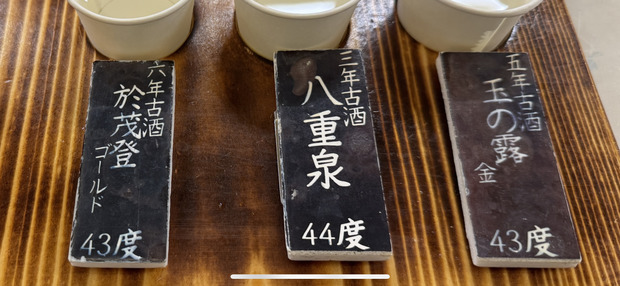 六年古酒
於茂登
ゴールド
43度
三年古酒
八重泉
44度
五年古酒
玉の露
金
43度